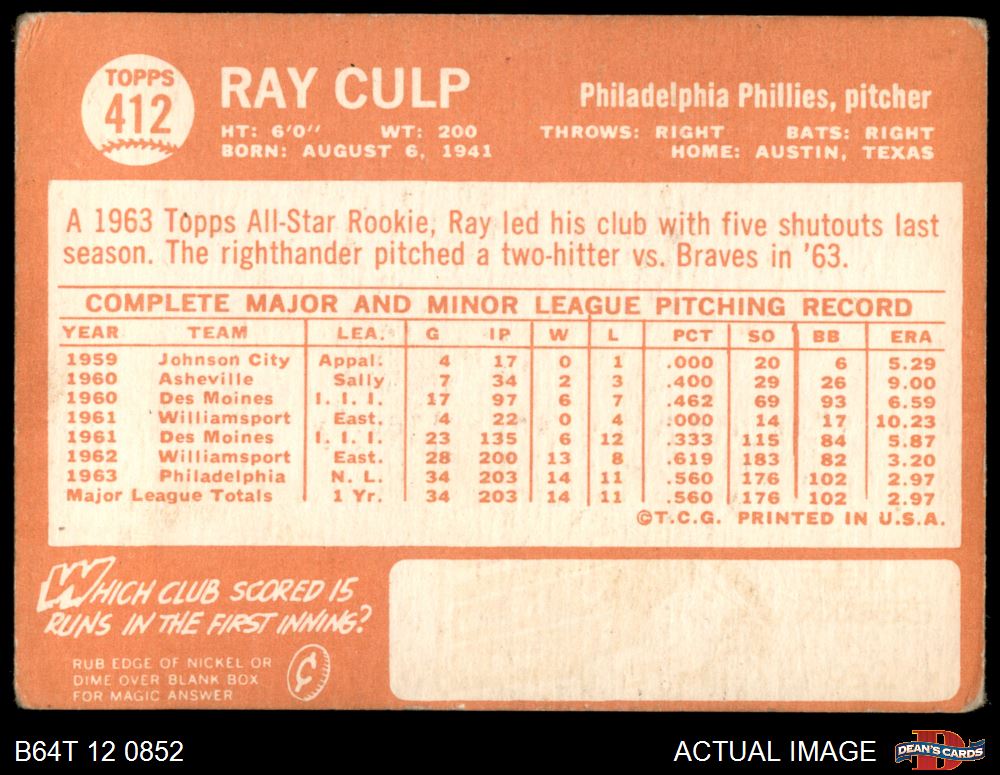 TOPPS
412
RAY CULP
Philadelphia Phillies, pitcher
HT: 6'0" WT: 200 THROWS: RIGHT BATS: RIGHT
BORN: AUGUST 6, 1941 HOME: AUSTIN, TEXAS
A 1963 Topps All-Star Rookie, Ray led his club with five shutouts last
season. The righthander pitched a two-hitter vs. Braves in '63.
COMPLETE MAJOR AND MINOR LEAGUE PITCHING RECORD
YEAR TEAM LEA. G IP W L PCT SO BB ERA
1959 Johnson City Appal. 4 17 0 1 .000 20 6 5.29
1960 Asheville Sally 7 34 2 3 .400 29 26 9.00
1960 Des Moines I. I. I. 17 97 6 7 .462 69 93 6.59
1961 Williamsport East. 4 22 0 4 .000 14 17 10.23
1961 Des Moines I. I. I. 23 135 6 12 .333 115 84 5.87
1962 Williamsport East. 28 200 13 8 .619 183 82 3.20
1963 Philadelphia N. L. 34 203 14 11 .560 176 102 2.97
Major League Totals 1 Yr. 34 203 14 11 .560 176 102 2.97
©T.C.G. PRINTED IN U.S.A.
WHICH CLUB SCORED 15
RUNS IN THE FIRST INNING?
RUB EDGE OF NICKEL OR
DIME OVER BLANK BOX
FOR MAGIC ANSWER
¢
B64T 12 0852
ACTUAL IMAGE
D
DEAN'S CARDS